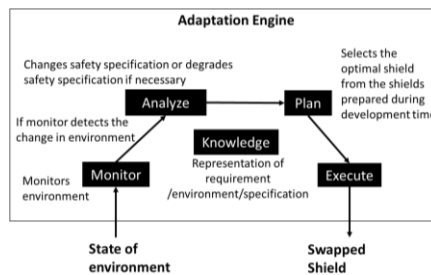 Adaptation Engine
Changes safety specification or degrades
safety specification if necessary
Selects the
optimal shield
from the shields
prepared during
development time
Analyze
Plan
If monitor detects the
change in environment
Knowledge
Representation of
requirement
/environment/specification
Monitors
environment
Monitor
Execute
State of
environment
Swapped
Shield